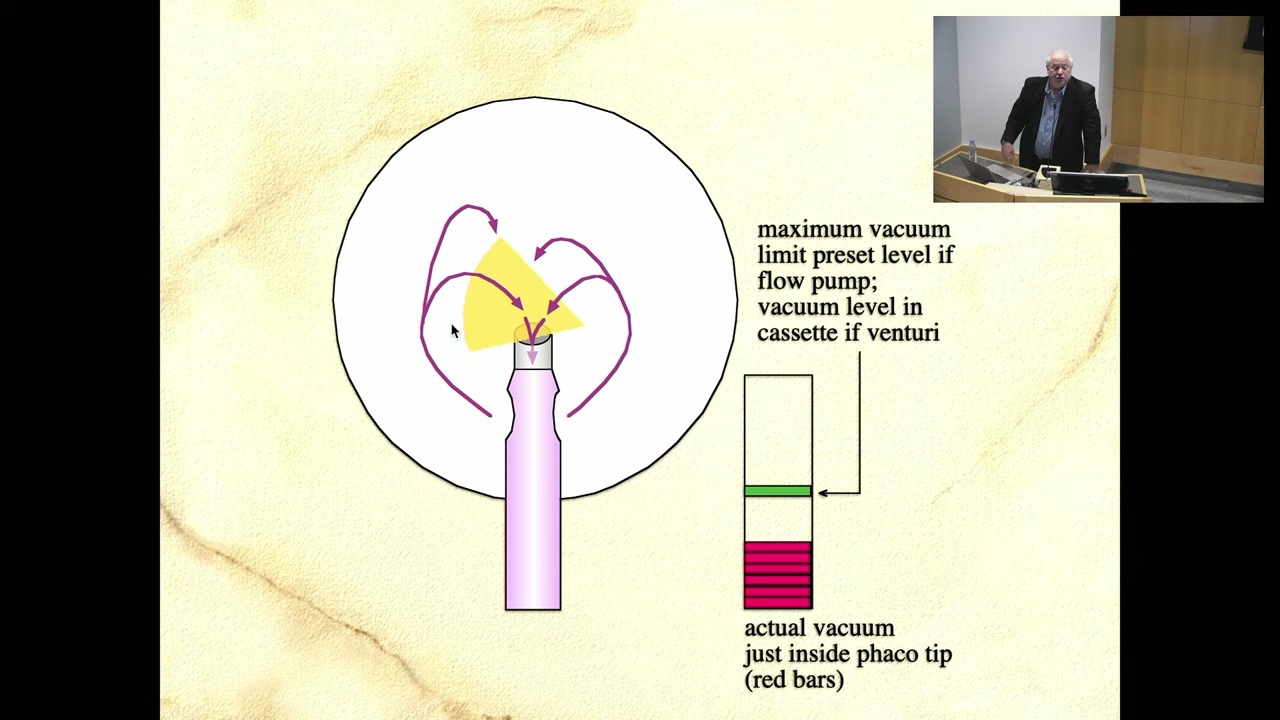 maximum vacuum
limit preset level if
flow pump;
vacuum level in
cassette if venturi
actual vacuum
just inside phaco tip
(red bars)